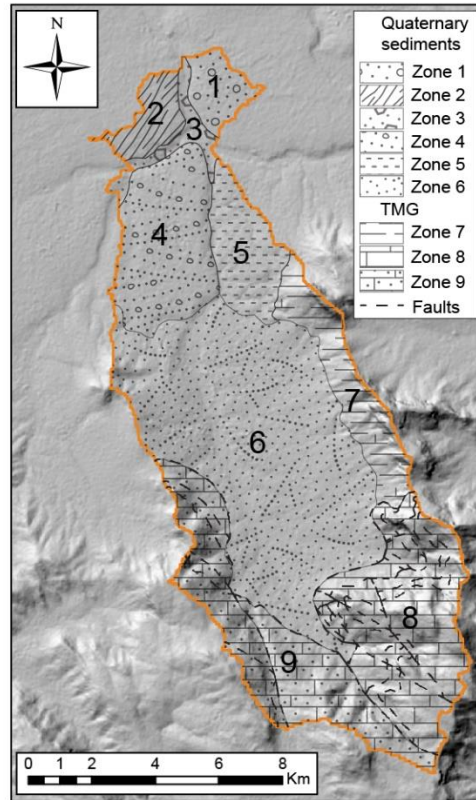 N
Quaternary
sediments
Zone 1
Zone 2
Zone 3
Zone 4
Zone 5
Zone 6
TMG
Zone 7
Zone 8
Zone 9
Faults
1
2
3
4
5
6
7
8
9
0 1 2 4 6 8
Km